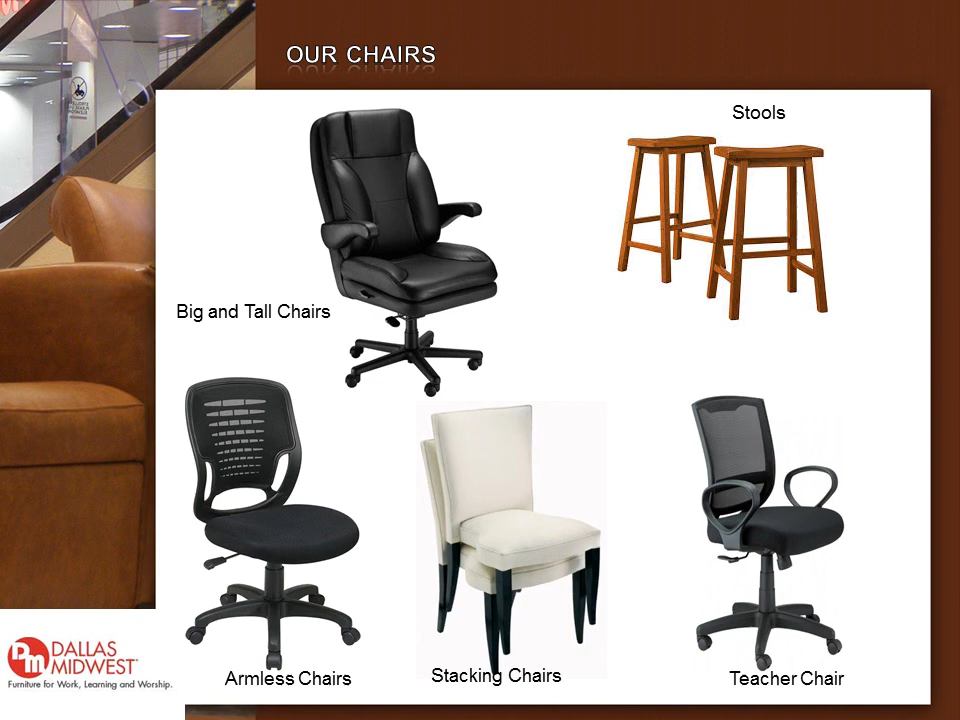 OUR CHAIRS
Stools
Big and Tall Chairs
Armless Chairs
Stacking Chairs
Teacher Chair
Dm DALLAS
MIDWEST
Furniture for Work, Learning and Worship.